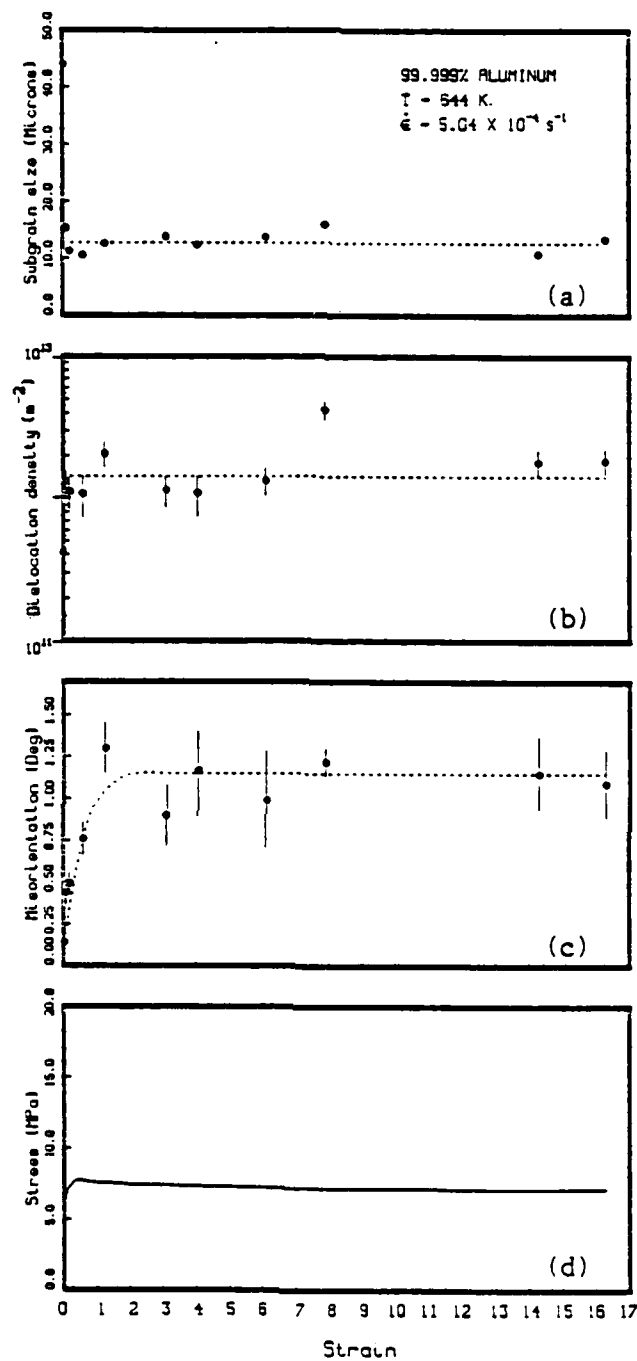 50.0
40.0
30.0
20.0
10.0
0.0
Subgrain size (Microns)
99.999% ALUMINUM
T - 644 K.
ε̇ - 5.04 X 10⁻⁴ s⁻¹
(a)
10¹³
10¹¹
Dislocation density (m⁻²)
(b)
1.50
1.25
1.00
0.75
0.50
0.25
0.00
Misorientation (Deg)
(c)
20.0
15.0
10.0
5.0
0.0
Stress (MPa)
(d)
0 1 2 3 4 5 6 7 8 9 10 11 12 13 14 15 16 17
Strain